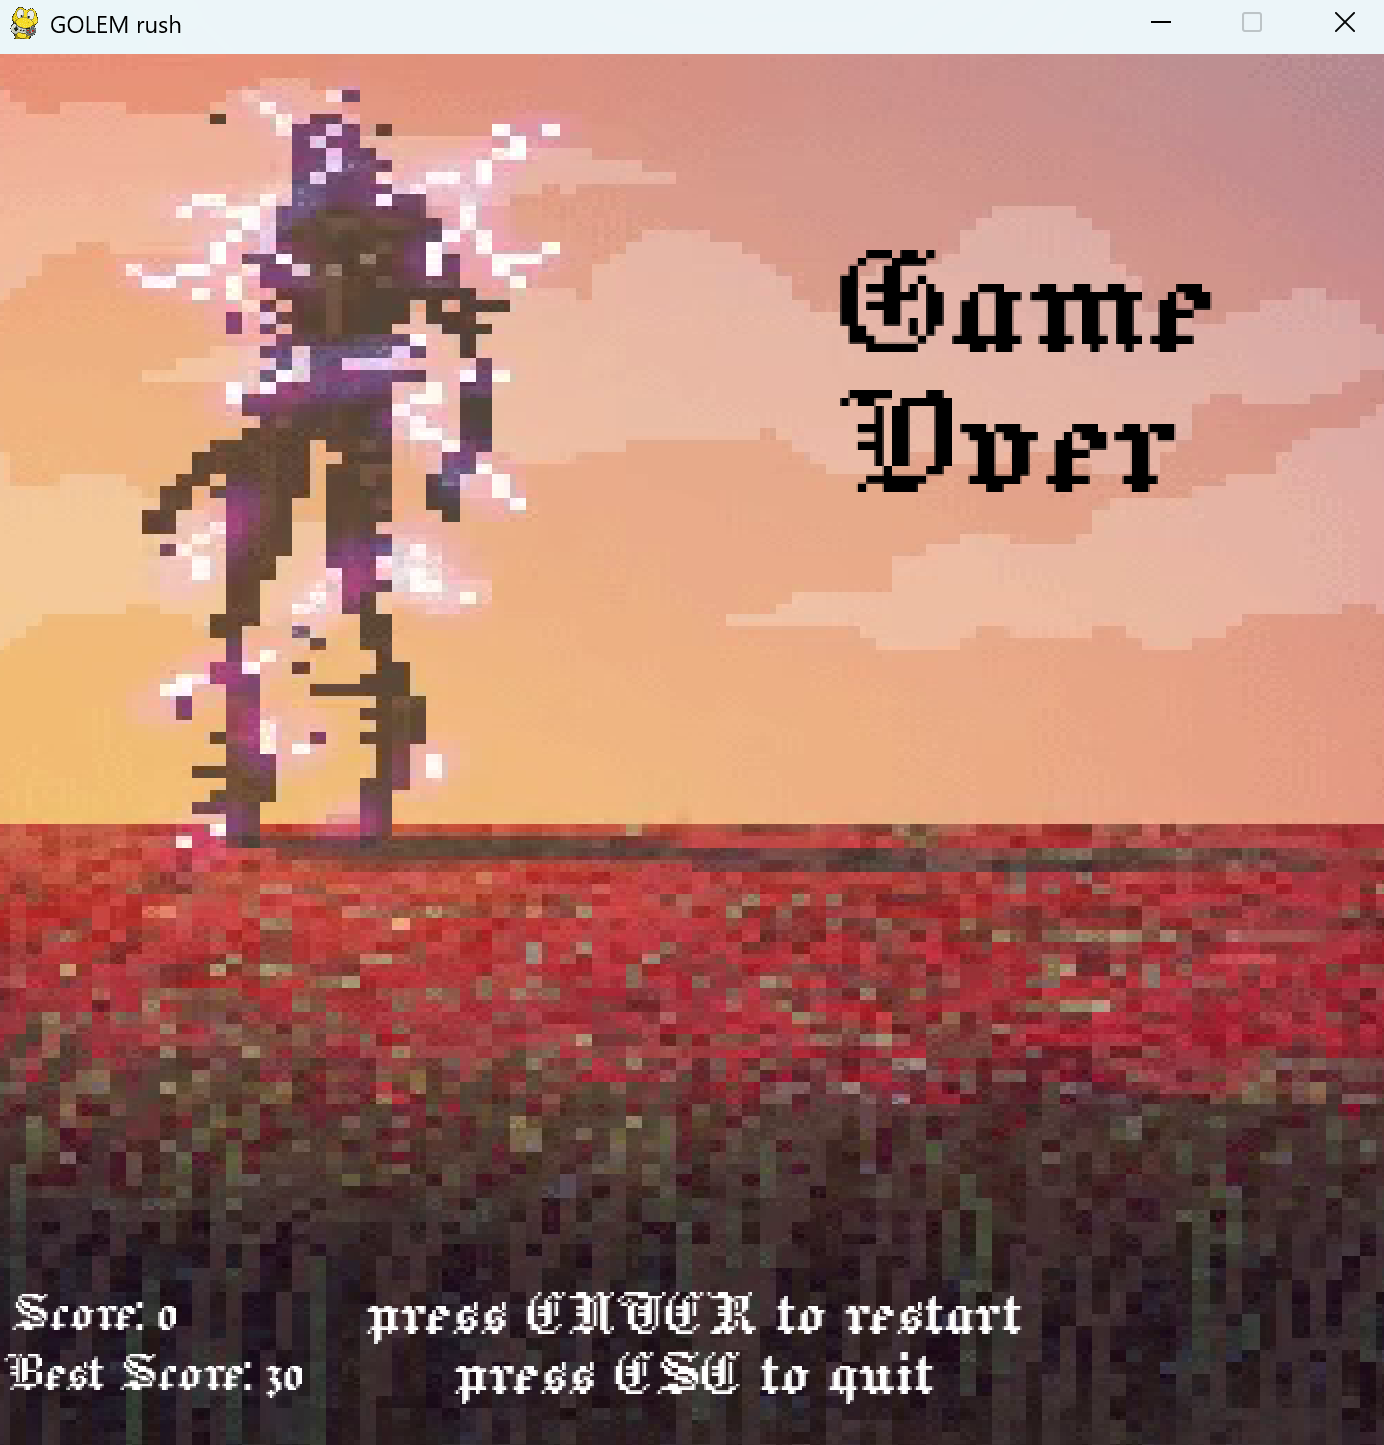 GOLEM rush
Game
Over
Score: 0
press ENTER to restart
Best Score: 30
press ESC to quit